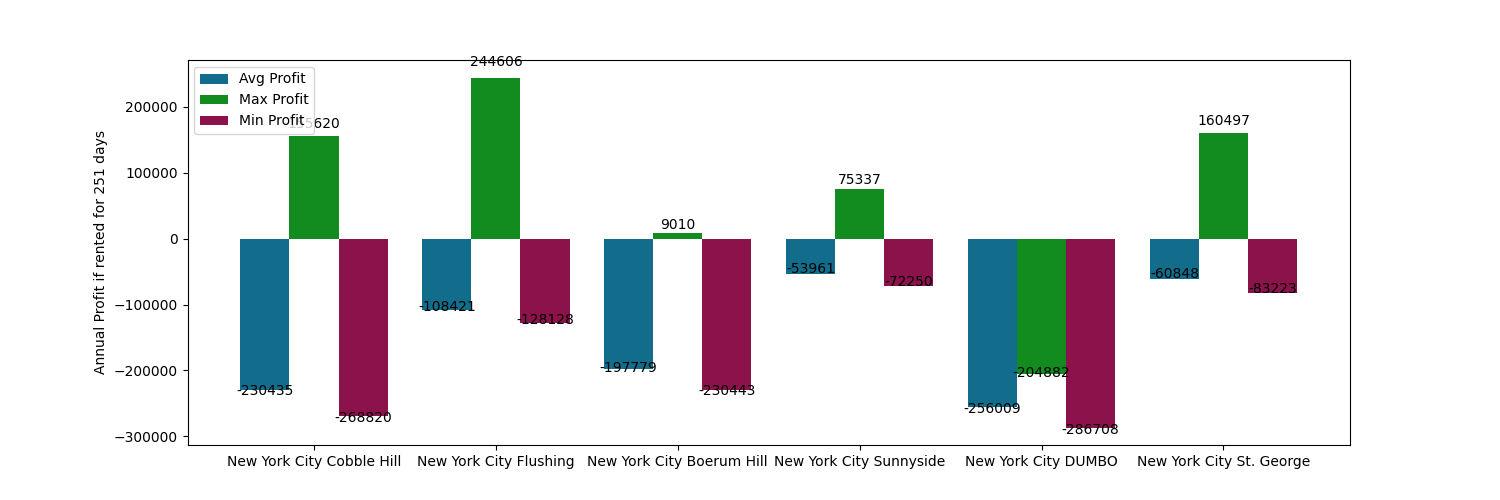 244606
Avg Profit
Max Profit
Min Profit
155620
160497
75337
9010
-53961
-72250
-60848
-83223
-108421
-128128
-197779
-204882
-230435
-230443
-256009
-268820
-286708
200000
100000
0
−100000
−200000
−300000
Annual Profit if rented for 251 days
New York City Cobble Hill
New York City Flushing
New York City Boerum Hill
New York City Sunnyside
New York City DUMBO
New York City St. George